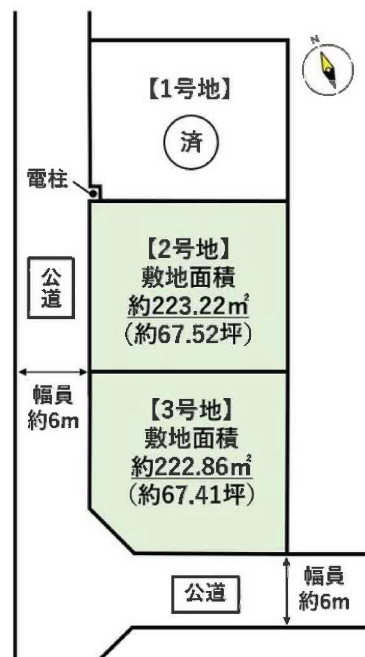 N
【1号地】
済
電柱
【2号地】
敷地面積
約223.22㎡
(約67.52坪)
公道
幅員
約6m
【3号地】
敷地面積
約222.86㎡
(約67.41坪)
公道
幅員
約6m